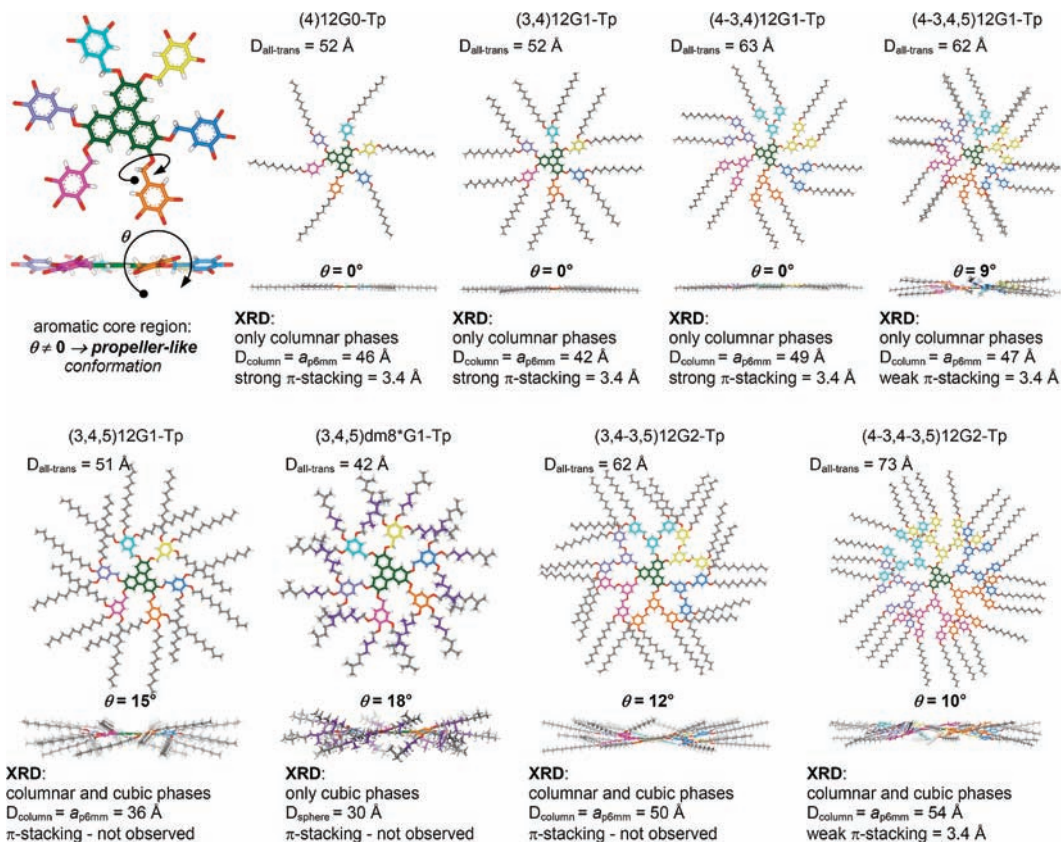 (4)12G0-Tp
D_all-trans = 52 Å
θ = 0°
XRD:
only columnar phases
D_column = a_p6mm = 46 Å
strong π-stacking = 3.4 Å
(3,4)12G1-Tp
D_all-trans = 52 Å
θ = 0°
XRD:
only columnar phases
D_column = a_p6mm = 42 Å
strong π-stacking = 3.4 Å
(4-3,4)12G1-Tp
D_all-trans = 63 Å
θ = 0°
XRD:
only columnar phases
D_column = a_p6mm = 49 Å
strong π-stacking = 3.4 Å
(4-3,4,5)12G1-Tp
D_all-trans = 62 Å
θ = 9°
XRD:
only columnar phases
D_column = a_p6mm = 47 Å
weak π-stacking = 3.4 Å
θ
aromatic core region:
θ ≠ 0 → propeller-like
conformation
(3,4,5)12G1-Tp
D_all-trans = 51 Å
θ = 15°
XRD:
columnar and cubic phases
D_column = a_p6mm = 36 Å
π-stacking - not observed
(3,4,5)dm8*G1-Tp
D_all-trans = 42 Å
θ = 18°
XRD:
only cubic phases
D_sphere = 30 Å
π-stacking - not observed
(3,4-3,5)12G2-Tp
D_all-trans = 62 Å
θ = 12°
XRD:
columnar and cubic phases
D_column = a_p6mm = 50 Å
π-stacking - not observed
(4-3,4-3,5)12G2-Tp
D_all-trans = 73 Å
θ = 10°
XRD:
columnar and cubic phases
D_column = a_p6mm = 54 Å
weak π-stacking = 3.4 Å